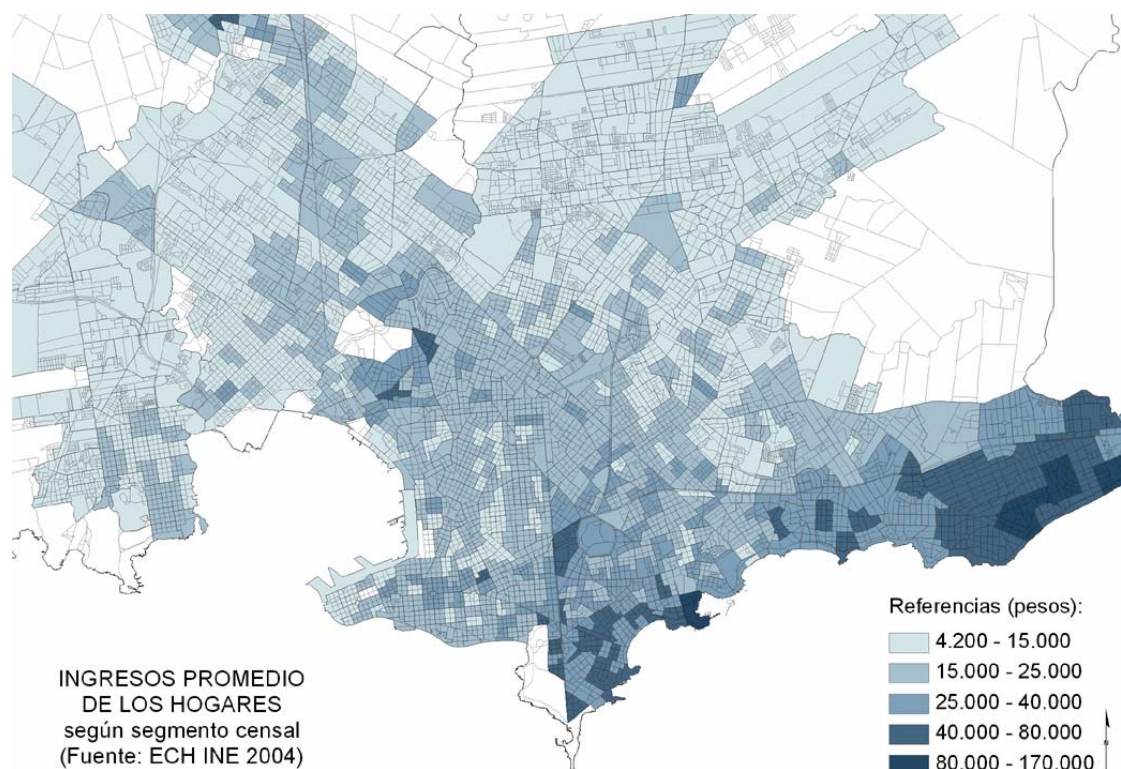 INGRESOS PROMEDIO
DE LOS HOGARES
según segmento censal
(Fuente: ECH INE 2004)
Referencias (pesos):
4.200 - 15.000
15.000 - 25.000
25.000 - 40.000
40.000 - 80.000
80.000 - 170.000